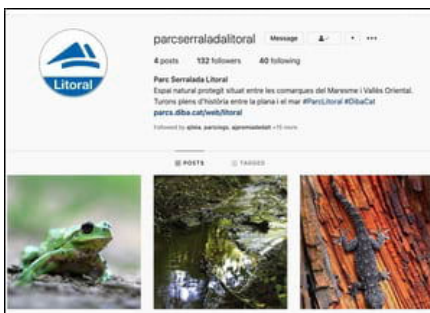 parcserraladalitoral Message
4 posts 132 followers 40 following
Parc Serralada Litoral
Espai natural protegit situat entre les comarques del Maresme i Vallès Oriental.
Turons plens d'història entre la plana i el mar #ParcLitoral #DibaCat
parcs.diba.cat/web/litoral
Followed by
Litoral
POSTS TAGGED